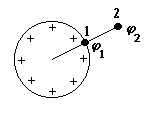 1
2
φ₁
φ₂
+ + + + + + + +